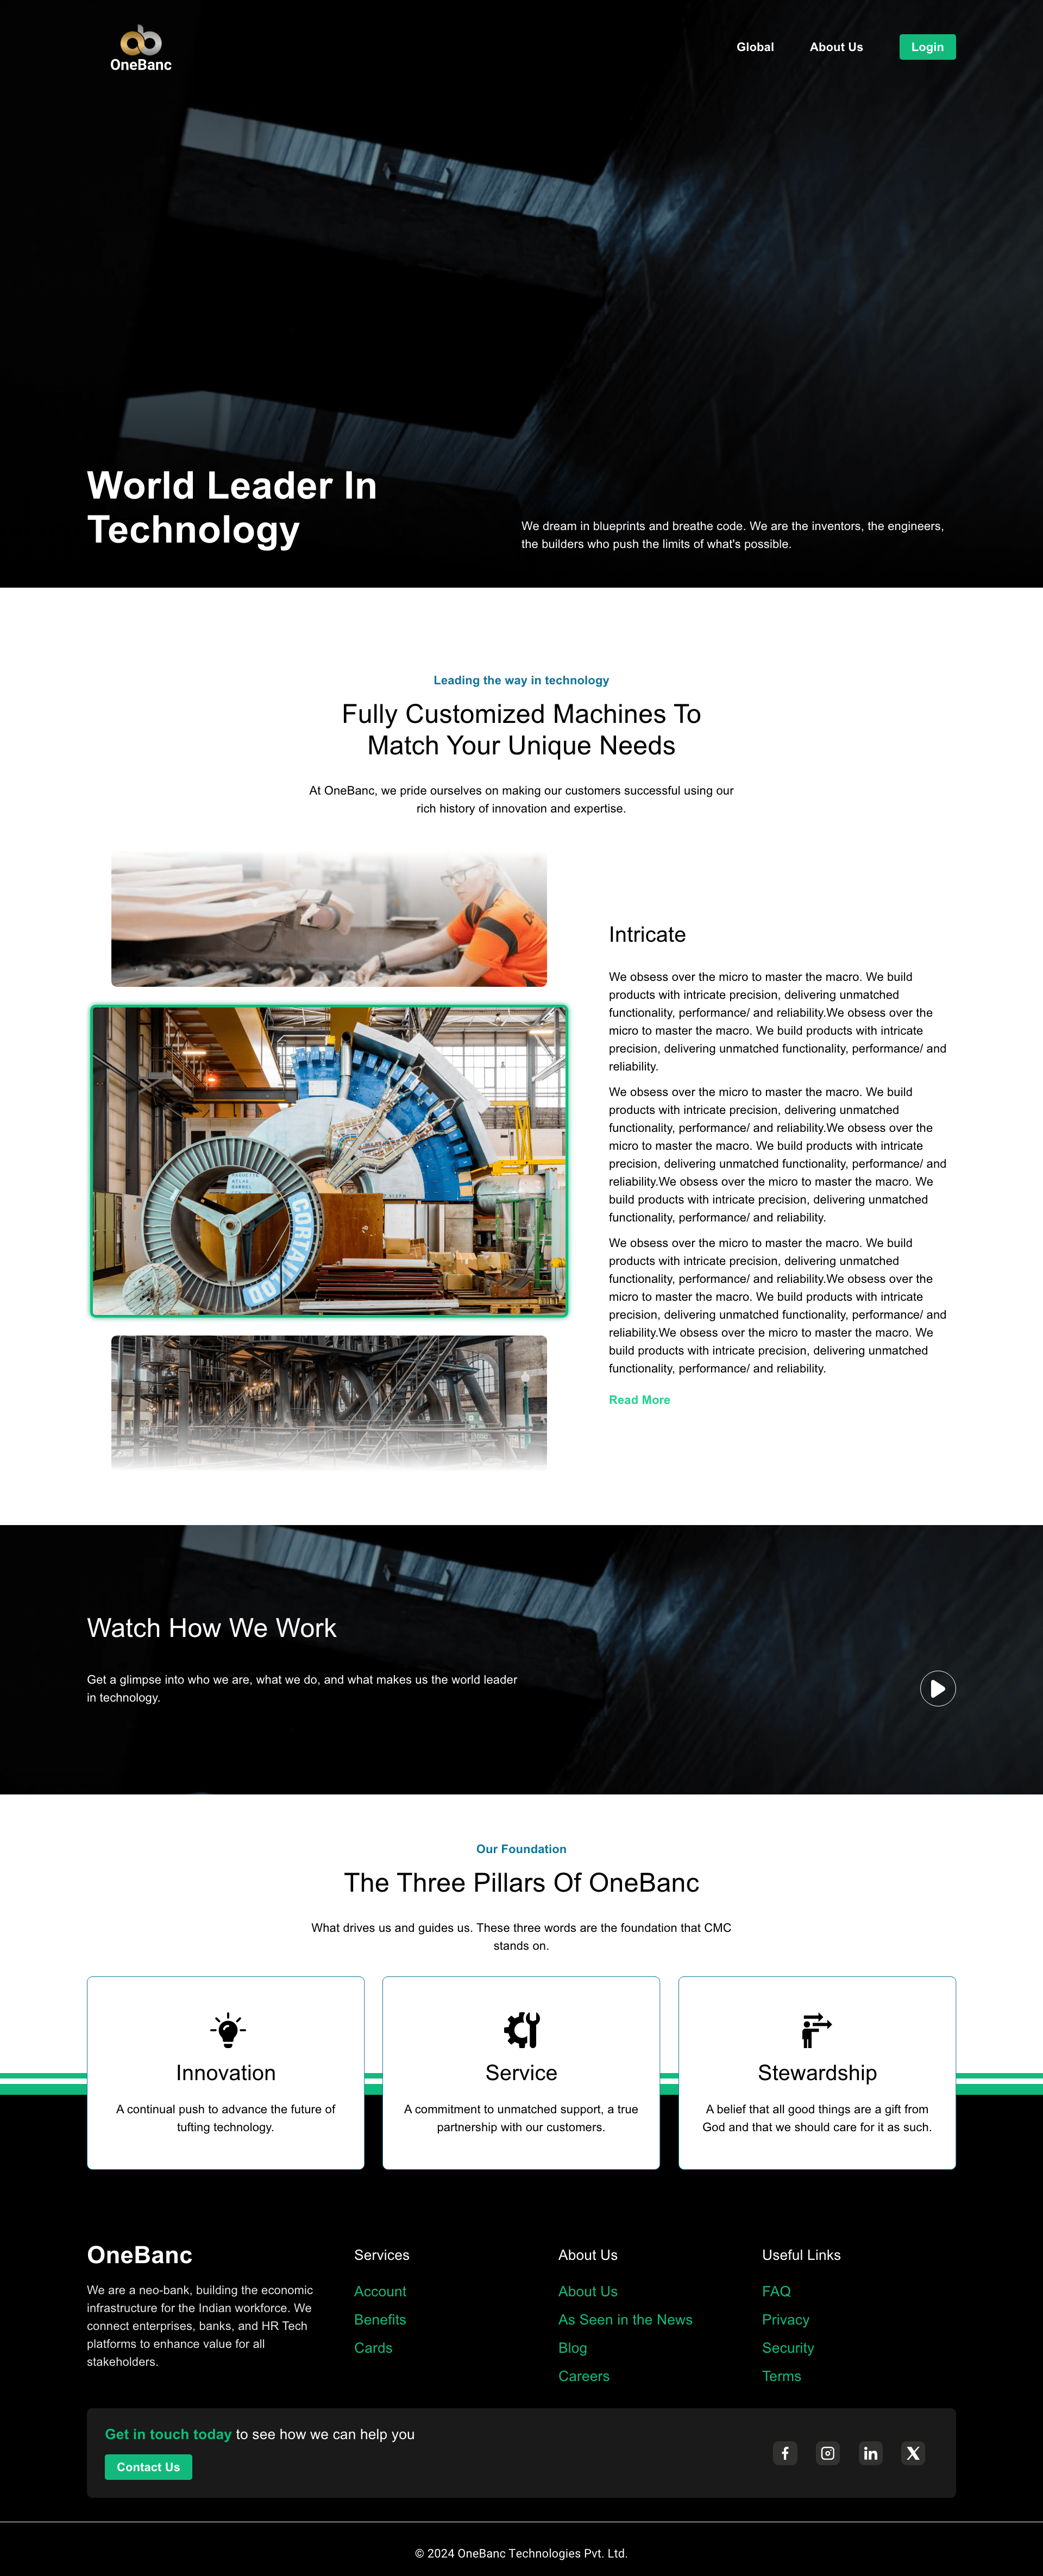 OneBanc
Global
About Us
Login
World Leader In
Technology
We dream in blueprints and breathe code. We are the inventors, the engineers,
the builders who push the limits of what's possible.
Leading the way in technology
Fully Customized Machines To
Match Your Unique Needs
At OneBanc, we pride ourselves on making our customers successful using our
rich history of innovation and expertise.
CORTAILLOD
Intricate
We obsess over the micro to master the macro. We build
products with intricate precision, delivering unmatched
functionality, performance/ and reliability.We obsess over the
micro to master the macro. We build products with intricate
precision, delivering unmatched functionality, performance/ and
reliability.
We obsess over the micro to master the macro. We build
products with intricate precision, delivering unmatched
functionality, performance/ and reliability.We obsess over the
micro to master the macro. We build products with intricate
precision, delivering unmatched functionality, performance/ and
reliability.We obsess over the micro to master the macro. We
build products with intricate precision, delivering unmatched
functionality, performance/ and reliability.
We obsess over the micro to master the macro. We build
products with intricate precision, delivering unmatched
functionality, performance/ and reliability.We obsess over the
micro to master the macro. We build products with intricate
precision, delivering unmatched functionality, performance/ and
reliability.We obsess over the micro to master the macro. We
build products with intricate precision, delivering unmatched
functionality, performance/ and reliability.
Read More
Watch How We Work
Get a glimpse into who we are, what we do, and what makes us the world leader
in technology.
Our Foundation
The Three Pillars Of OneBanc
What drives us and guides us. These three words are the foundation that CMC
stands on.
Innovation
A continual push to advance the future of
tufting technology.
Service
A commitment to unmatched support, a true
partnership with our customers.
Stewardship
A belief that all good things are a gift from
God and that we should care for it as such.
OneBanc
We are a neo-bank, building the economic
infrastructure for the Indian workforce. We
connect enterprises, banks, and HR Tech
platforms to enhance value for all
stakeholders.
Services
Account
Benefits
Cards
About Us
About Us
As Seen in the News
Blog
Careers
Useful Links
FAQ
Privacy
Security
Terms
Get in touch today to see how we can help you
Contact Us
© 2024 OneBanc Technologies Pvt. Ltd.